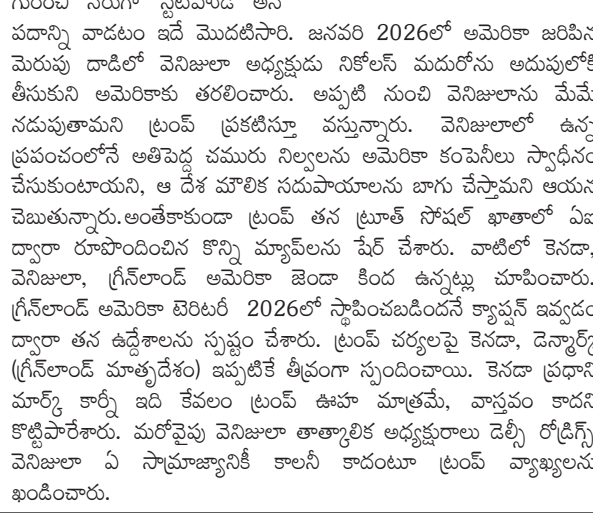 పదాన్ని వాడటం ఇదే మొదటిసారి. జనవరి 2026లో అమెరికా జరిపిన
మెరుపు దాడిలో వెనిజులా అధ్యక్షుడు నికోలస్ మదురోను అదుపులోకి
తీసుకుని అమెరికాకు తరలించారు. అప్పటి నుంచి వెనిజులాను మేమే
నడుపుతామని ట్రంప్ ప్రకటిస్తూ వస్తున్నారు. వెనిజులాలో ఉన్న
ప్రపంచంలోనే అతిపెద్ద చమురు నిల్వలను అమెరికా కంపెనీలు స్వాధీనం
చేసుకుంటాయని, ఆ దేశ మౌలిక సదుపాయాలను బాగు చేస్తామని ఆయన
చెబుతున్నారు.అంతేకాకుండా ట్రంప్ తన ట్రూత్ సోషల్ ఖాతాలో ఏఐ
ద్వారా రూపొందించిన కొన్ని మ్యాప్‌లను షేర్ చేశారు. వాటిలో కెనడా,
వెనిజులా, గ్రీన్‌లాండ్ అమెరికా జెండా కింద ఉన్నట్లు చూపించారు.
గ్రీన్‌లాండ్ అమెరికా టెరిటరీ 2026లో స్థాపించబడిందనే క్యాప్షన్ ఇవ్వడం
ద్వారా తన ఉద్దేశాలను స్పష్టం చేశారు. ట్రంప్ చర్యలపై కెనడా, డెన్మార్క్
(గ్రీన్‌లాండ్ మాతృదేశం) ఇప్పటికే తీవ్రంగా స్పందించాయి. కెనడా ప్రధాని
మార్క్ కార్నీ ఇది కేవలం ట్రంప్ ఊహ మాత్రమే, వాస్తవం కాదని
కొట్టిపారేశారు. మరోవైపు వెనిజులా తాత్కాలిక అధ్యక్షురాలు డెల్సీ రోడ్రిగ్స్
వెనిజులా ఏ సామ్రాజ్యానికీ కాలనీ కాదంటూ ట్రంప్ వ్యాఖ్యలను
ఖండించారు.